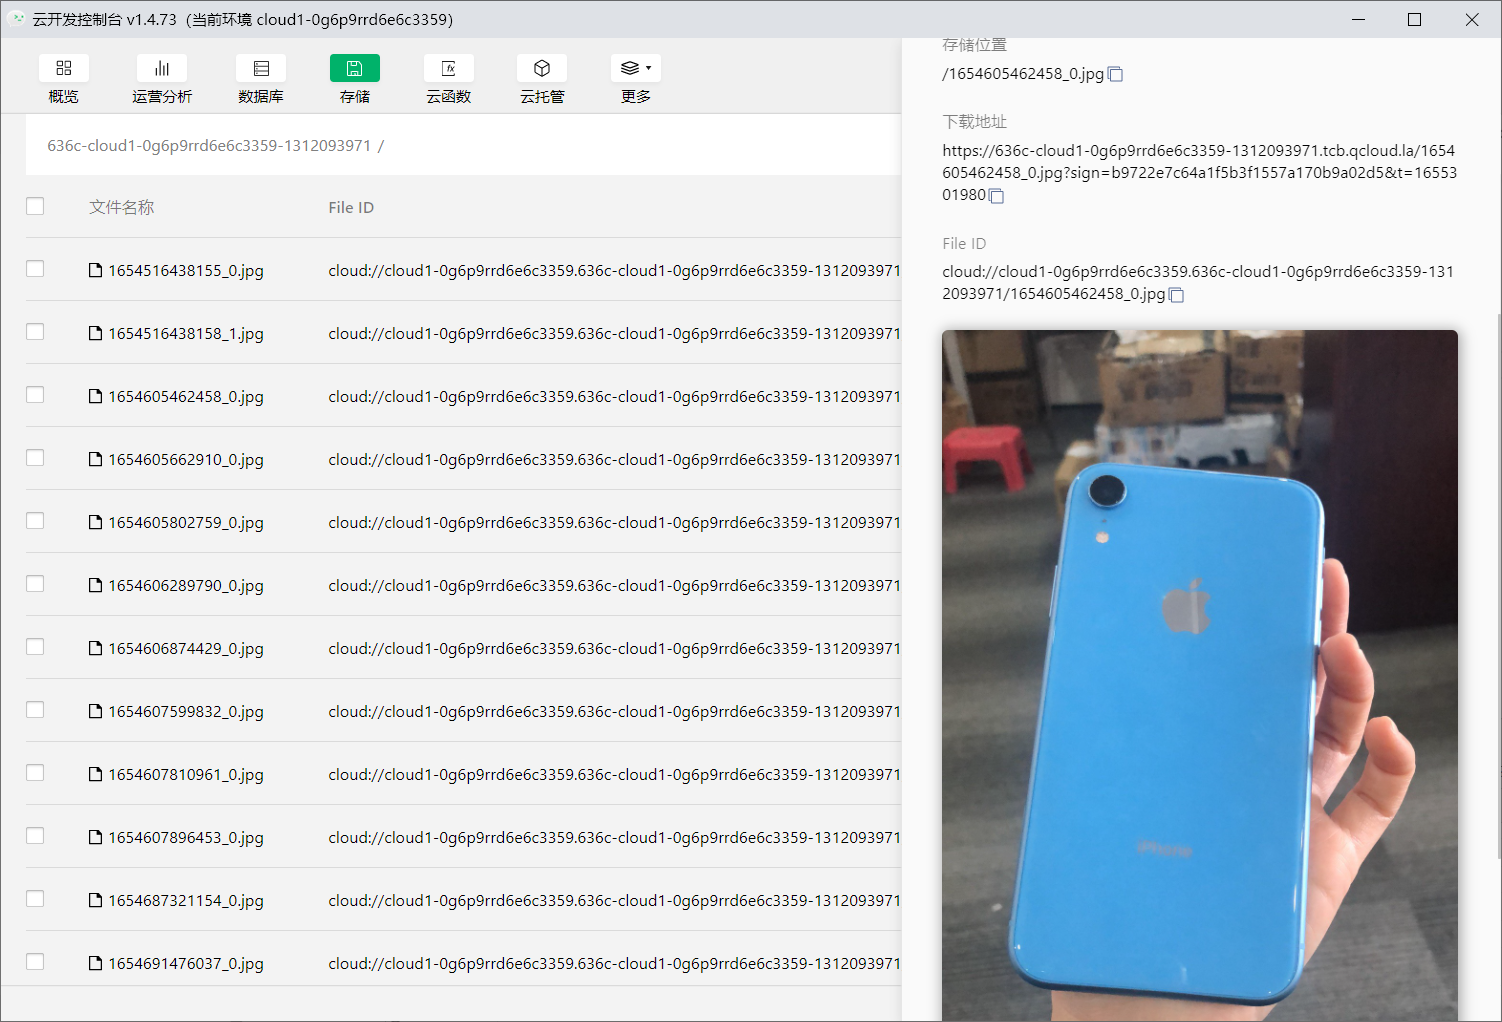 云开发控制台 v1.4.73（当前环境 cloud1-0g6p9rrd6e6c3359）
概览
运营分析
数据库
存储
云函数
云托管
更多
636c-cloud1-0g6p9rrd6e6c3359-1312093971 /
文件名称 File ID
1654516438155_0.jpg cloud://cloud1-0g6p9rrd6e6c3359.636c-cloud1-0g6p9rrd6e6c3359-1312093971
1654516438158_1.jpg cloud://cloud1-0g6p9rrd6e6c3359.636c-cloud1-0g6p9rrd6e6c3359-1312093971
1654605462458_0.jpg cloud://cloud1-0g6p9rrd6e6c3359.636c-cloud1-0g6p9rrd6e6c3359-1312093971
1654605662910_0.jpg cloud://cloud1-0g6p9rrd6e6c3359.636c-cloud1-0g6p9rrd6e6c3359-1312093971
1654605802759_0.jpg cloud://cloud1-0g6p9rrd6e6c3359.636c-cloud1-0g6p9rrd6e6c3359-1312093971
1654606289790_0.jpg cloud://cloud1-0g6p9rrd6e6c3359.636c-cloud1-0g6p9rrd6e6c3359-1312093971
1654606874429_0.jpg cloud://cloud1-0g6p9rrd6e6c3359.636c-cloud1-0g6p9rrd6e6c3359-1312093971
1654607599832_0.jpg cloud://cloud1-0g6p9rrd6e6c3359.636c-cloud1-0g6p9rrd6e6c3359-1312093971
1654607810961_0.jpg cloud://cloud1-0g6p9rrd6e6c3359.636c-cloud1-0g6p9rrd6e6c3359-1312093971
1654607896453_0.jpg cloud://cloud1-0g6p9rrd6e6c3359.636c-cloud1-0g6p9rrd6e6c3359-1312093971
1654687321154_0.jpg cloud://cloud1-0g6p9rrd6e6c3359.636c-cloud1-0g6p9rrd6e6c3359-1312093971
1654691476037_0.jpg cloud://cloud1-0g6p9rrd6e6c3359.636c-cloud1-0g6p9rrd6e6c3359-1312093971
存储位置
/1654605462458_0.jpg
下载地址
https://636c-cloud1-0g6p9rrd6e6c3359-1312093971.tcb.qcloud.la/1654
605462458_0.jpg?sign=b9722e7c64a1f5b3f1557a170b9a02d5&t=16553
01980
File ID
cloud://cloud1-0g6p9rrd6e6c3359.636c-cloud1-0g6p9rrd6e6c3359-131
2093971/1654605462458_0.jpg
iPhone